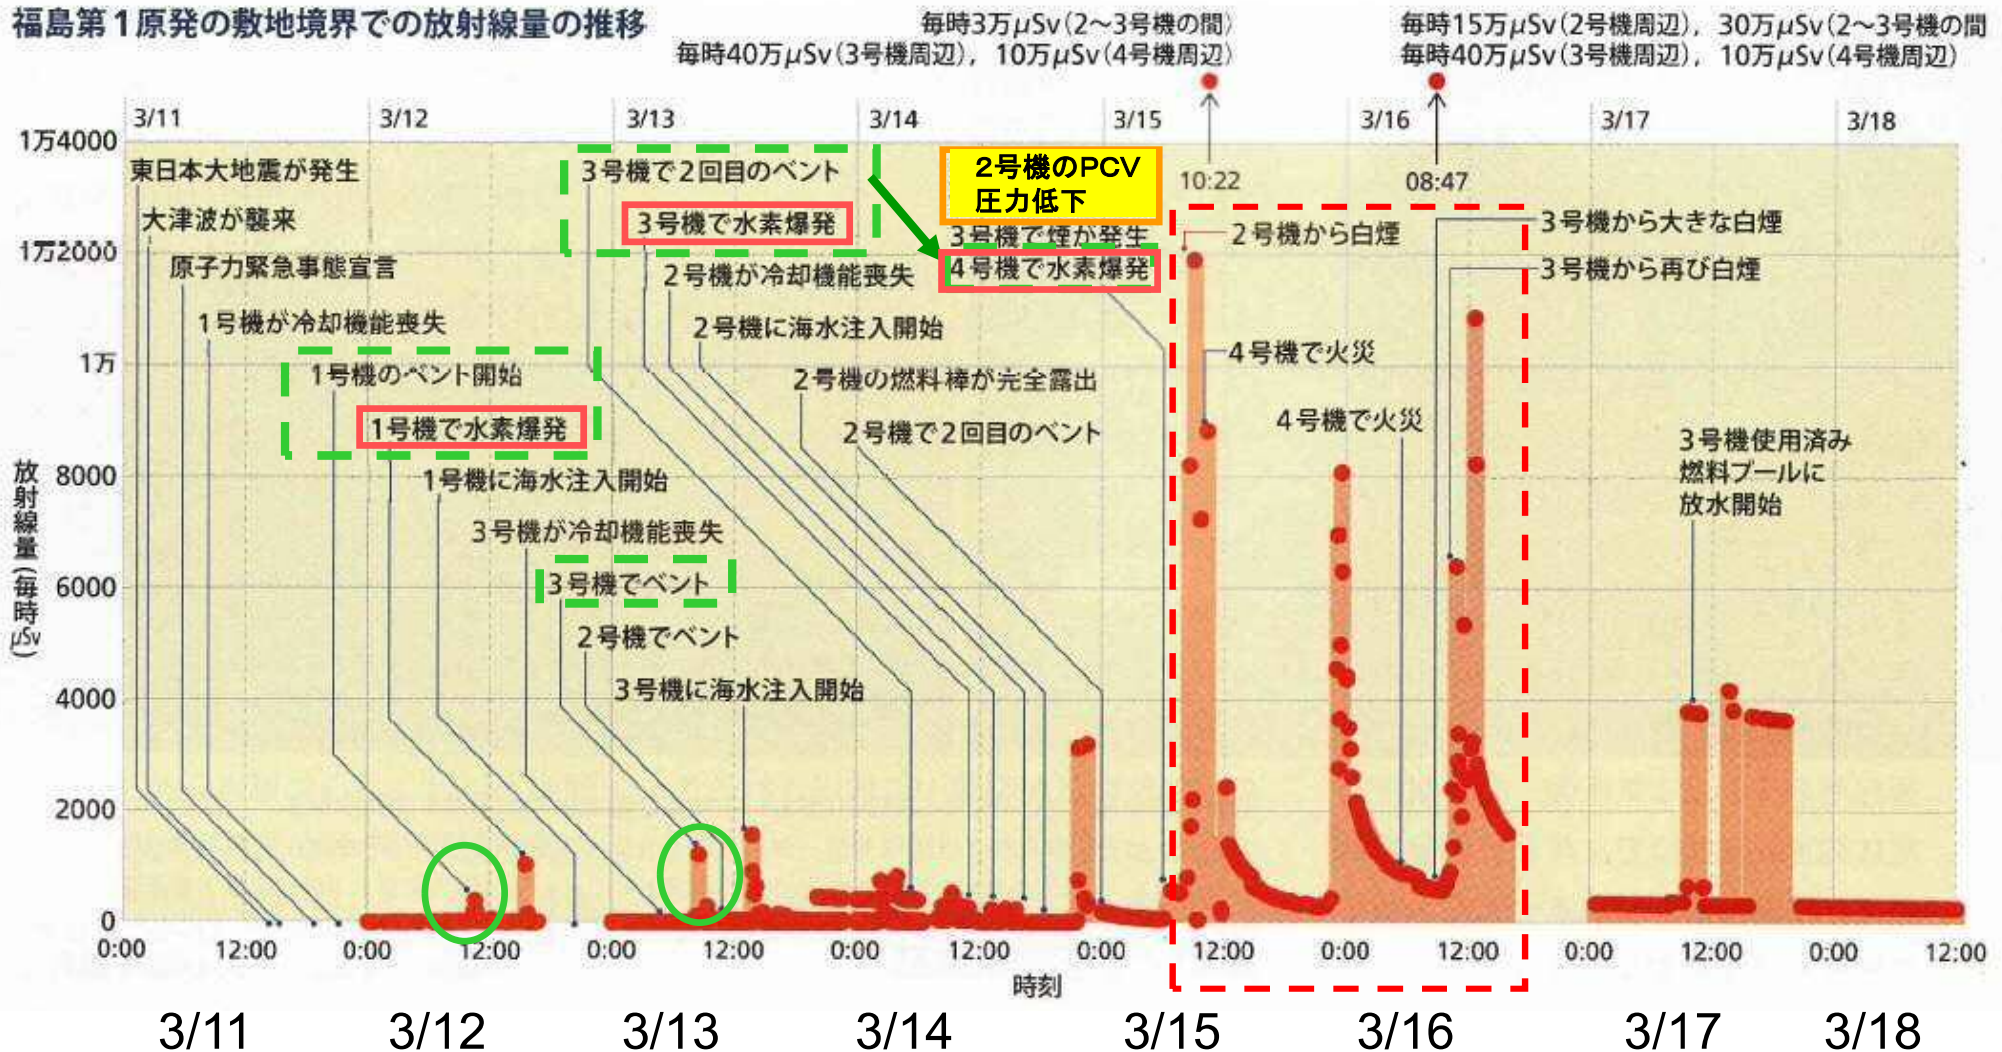 福島第1原発の敷地境界での放射線量の推移
毎時3万μSv(2〜3号機の間)
毎時40万μSv(3号機周辺), 10万μSv(4号機周辺)
毎時15万μSv(2号機周辺), 30万μSv(2〜3号機の間
毎時40万μSv(3号機周辺), 10万μSv(4号機周辺)
3/11
3/12
3/13
3/14
3/15
3/16
3/17
3/18
1万4000
1万2000
1万
8000
6000
4000
2000
0
放射線量(毎時μSv)
東日本大地震が発生
大津波が襲来
原子力緊急事態宣言
1号機が冷却機能喪失
1号機のベント開始
1号機で水素爆発
1号機に海水注入開始
3号機が冷却機能喪失
3号機でベント
2号機でベント
3号機に海水注入開始
3号機で2回目のベント
3号機で水素爆発
2号機が冷却機能喪失
2号機に海水注入開始
2号機の燃料棒が完全露出
2号機で2回目のベント
2号機のPCV
圧力低下
3号機で煙が発生
4号機で水素爆発
10:22
08:47
2号機から白煙
4号機で火災
4号機で火災
3号機から大きな白煙
3号機から再び白煙
3号機使用済み
燃料プールに
放水開始
0:00
12:00
0:00
12:00
0:00
12:00
0:00
12:00
0:00
12:00
0:00
12:00
0:00
12:00
0:00
12:00
時刻
3/11
3/12
3/13
3/14
3/15
3/16
3/17
3/18